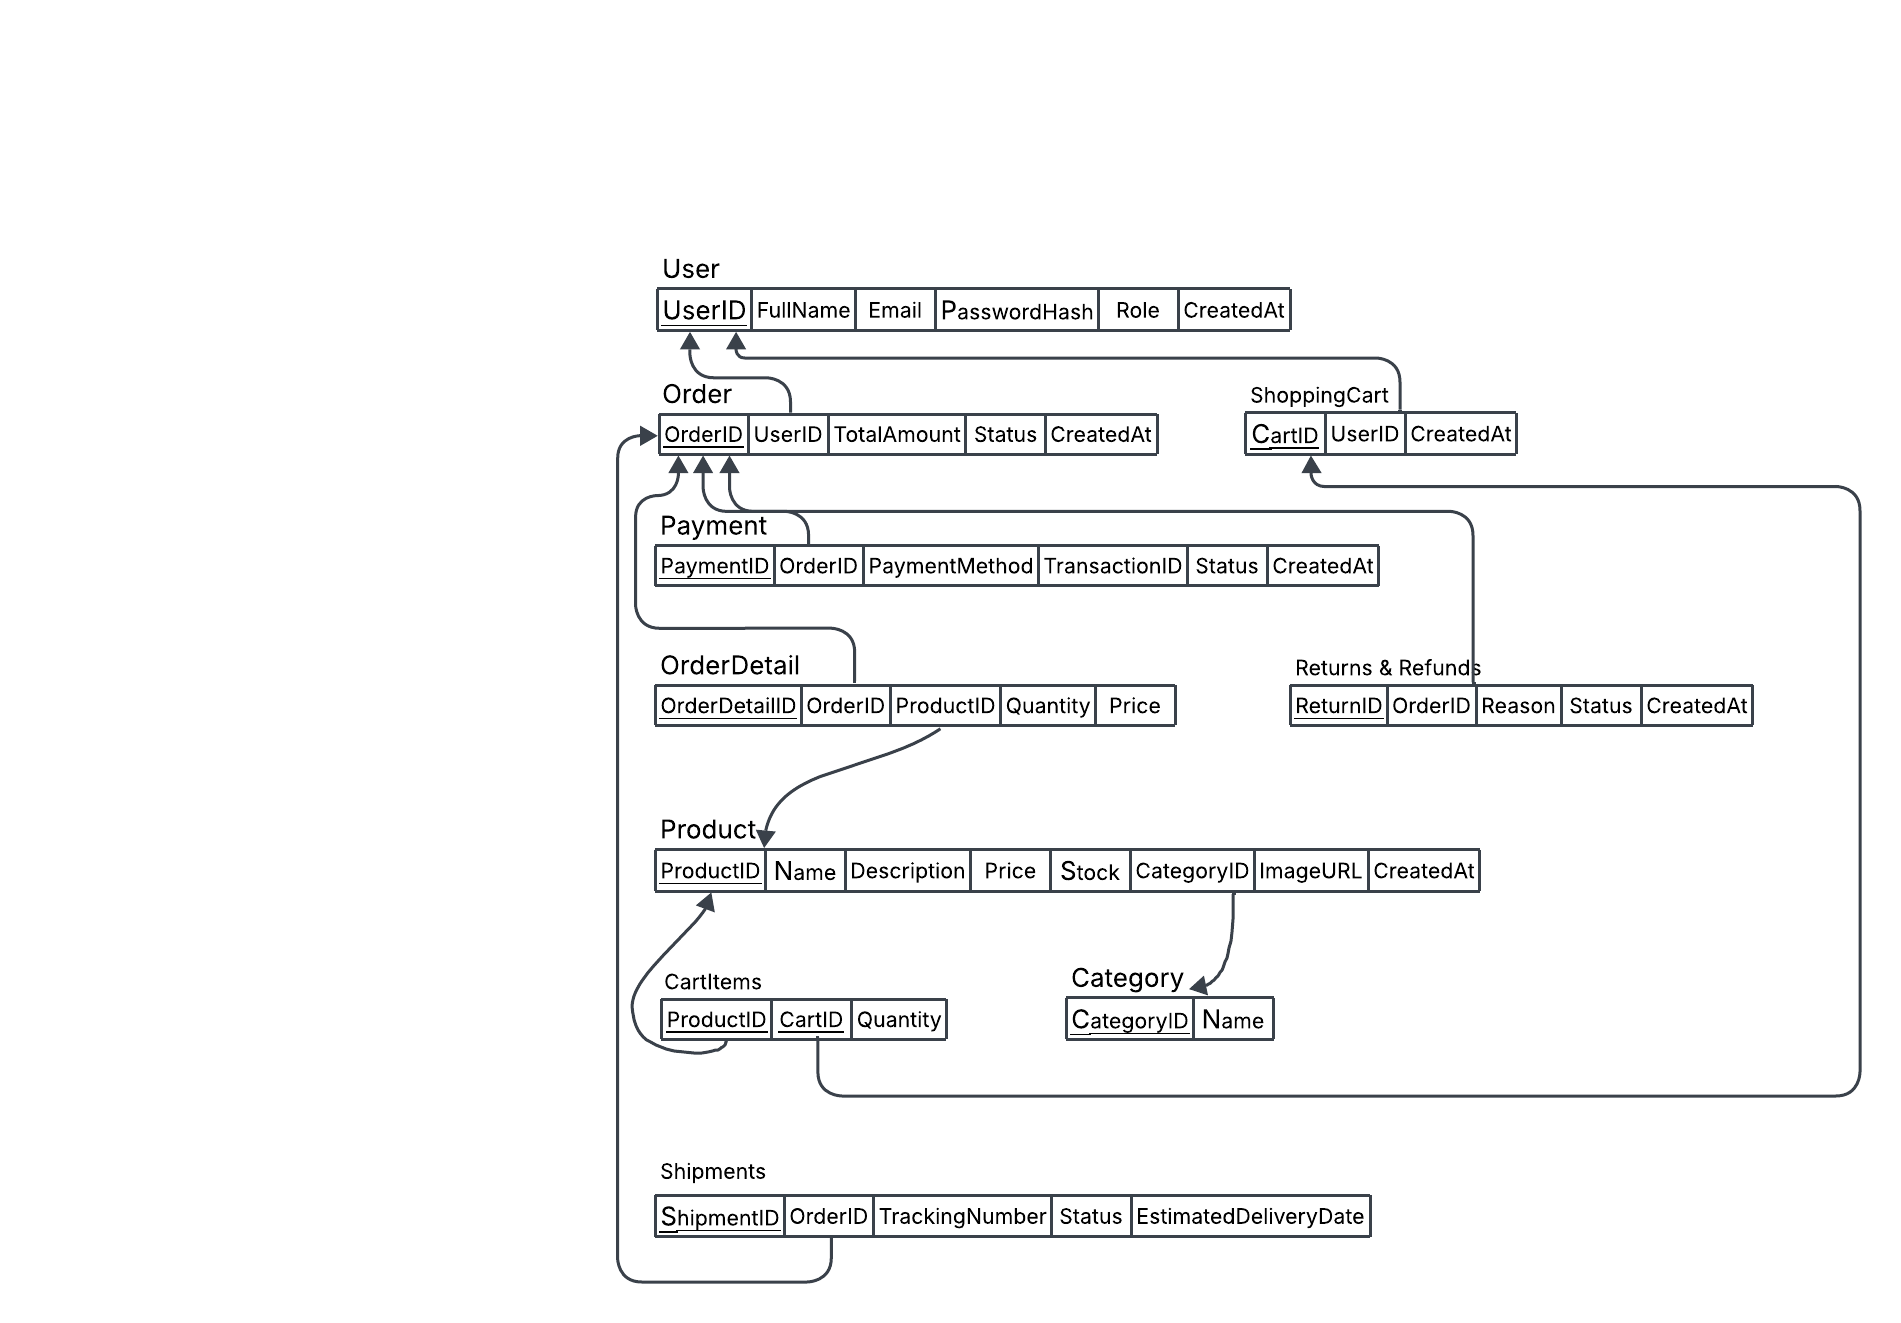 User
UserID FullName Email PasswordHash Role CreatedAt
Order
OrderID UserID TotalAmount Status CreatedAt
ShoppingCart
CartID UserID CreatedAt
Payment
PaymentID OrderID PaymentMethod TransactionID Status CreatedAt
OrderDetail
OrderDetailID OrderID ProductID Quantity Price
Returns & Refunds
ReturnID OrderID Reason Status CreatedAt
Product
ProductID Name Description Price Stock CategoryID ImageURL CreatedAt
CartItems
ProductID CartID Quantity
Category
CategoryID Name
Shipments
ShipmentID OrderID TrackingNumber Status EstimatedDeliveryDate